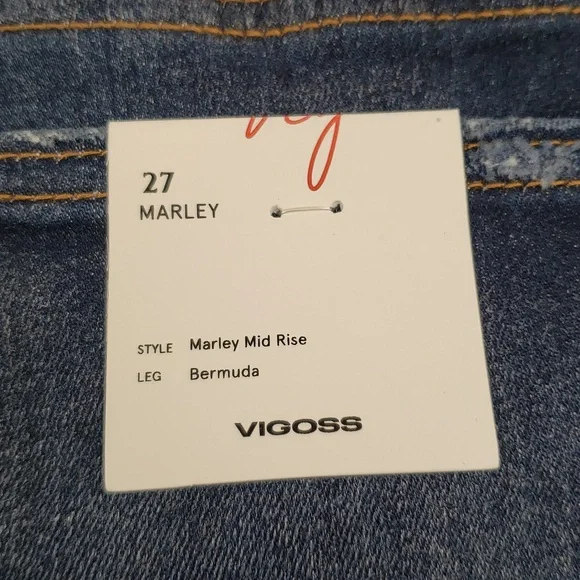 27
MARLEY
STYLE Marley Mid Rise
LEG Bermuda
VIGOSS